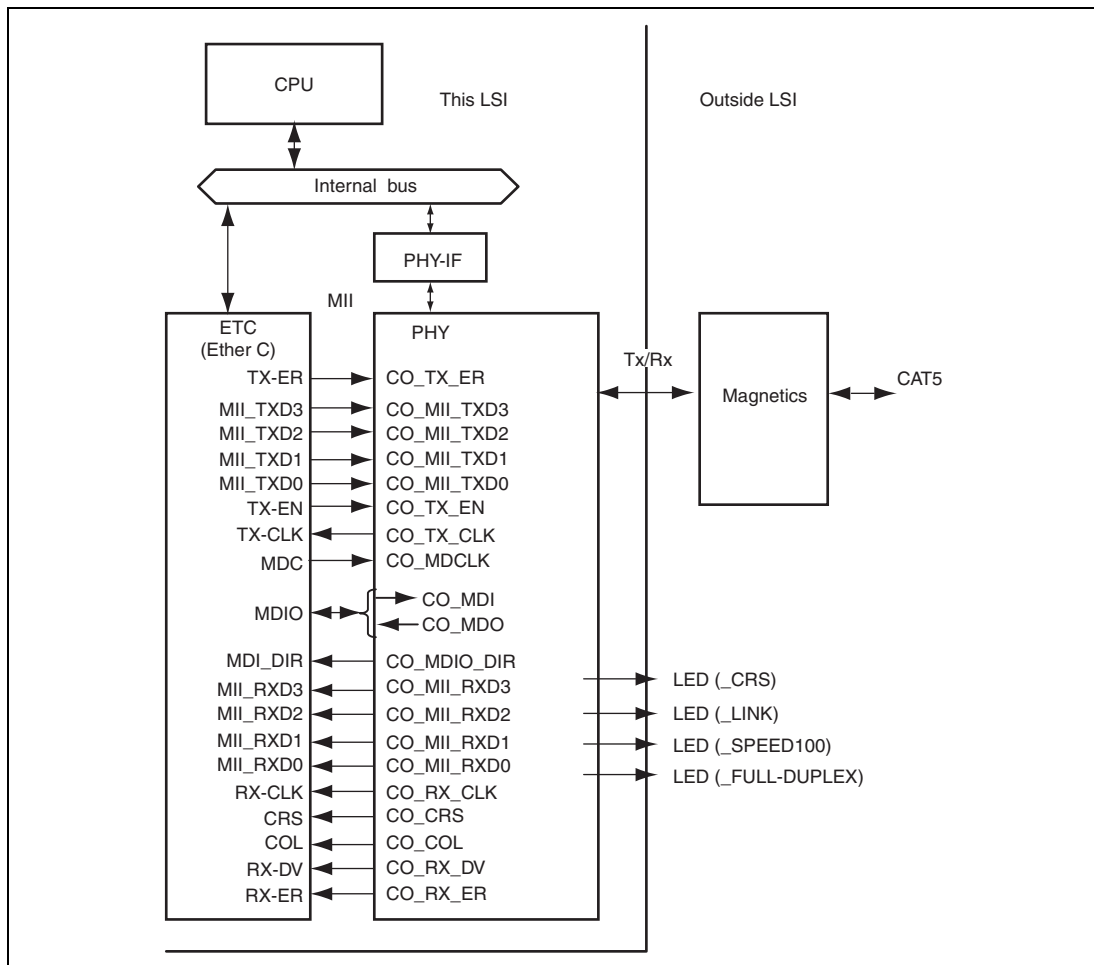 CPU
This LSI
Outside LSI
Internal bus
PHY-IF
MII
ETC
(Ether C)
PHY
TX-ER
CO_TX_ER
MII_TXD3
CO_MII_TXD3
MII_TXD2
CO_MII_TXD2
MII_TXD1
CO_MII_TXD1
MII_TXD0
CO_MII_TXD0
TX-EN
CO_TX_EN
TX-CLK
CO_TX_CLK
MDC
CO_MDCLK
MDIO
CO_MDI
CO_MDO
MDI_DIR
CO_MDIO_DIR
MII_RXD3
CO_MII_RXD3
MII_RXD2
CO_MII_RXD2
MII_RXD1
CO_MII_RXD1
MII_RXD0
CO_MII_RXD0
RX-CLK
CO_RX_CLK
CRS
CO_CRS
COL
CO_COL
RX-DV
CO_RX_DV
RX-ER
CO_RX_ER
Tx/Rx
Magnetics
CAT5
LED (_CRS)
LED (_LINK)
LED (_SPEED100)
LED (_FULL-DUPLEX)